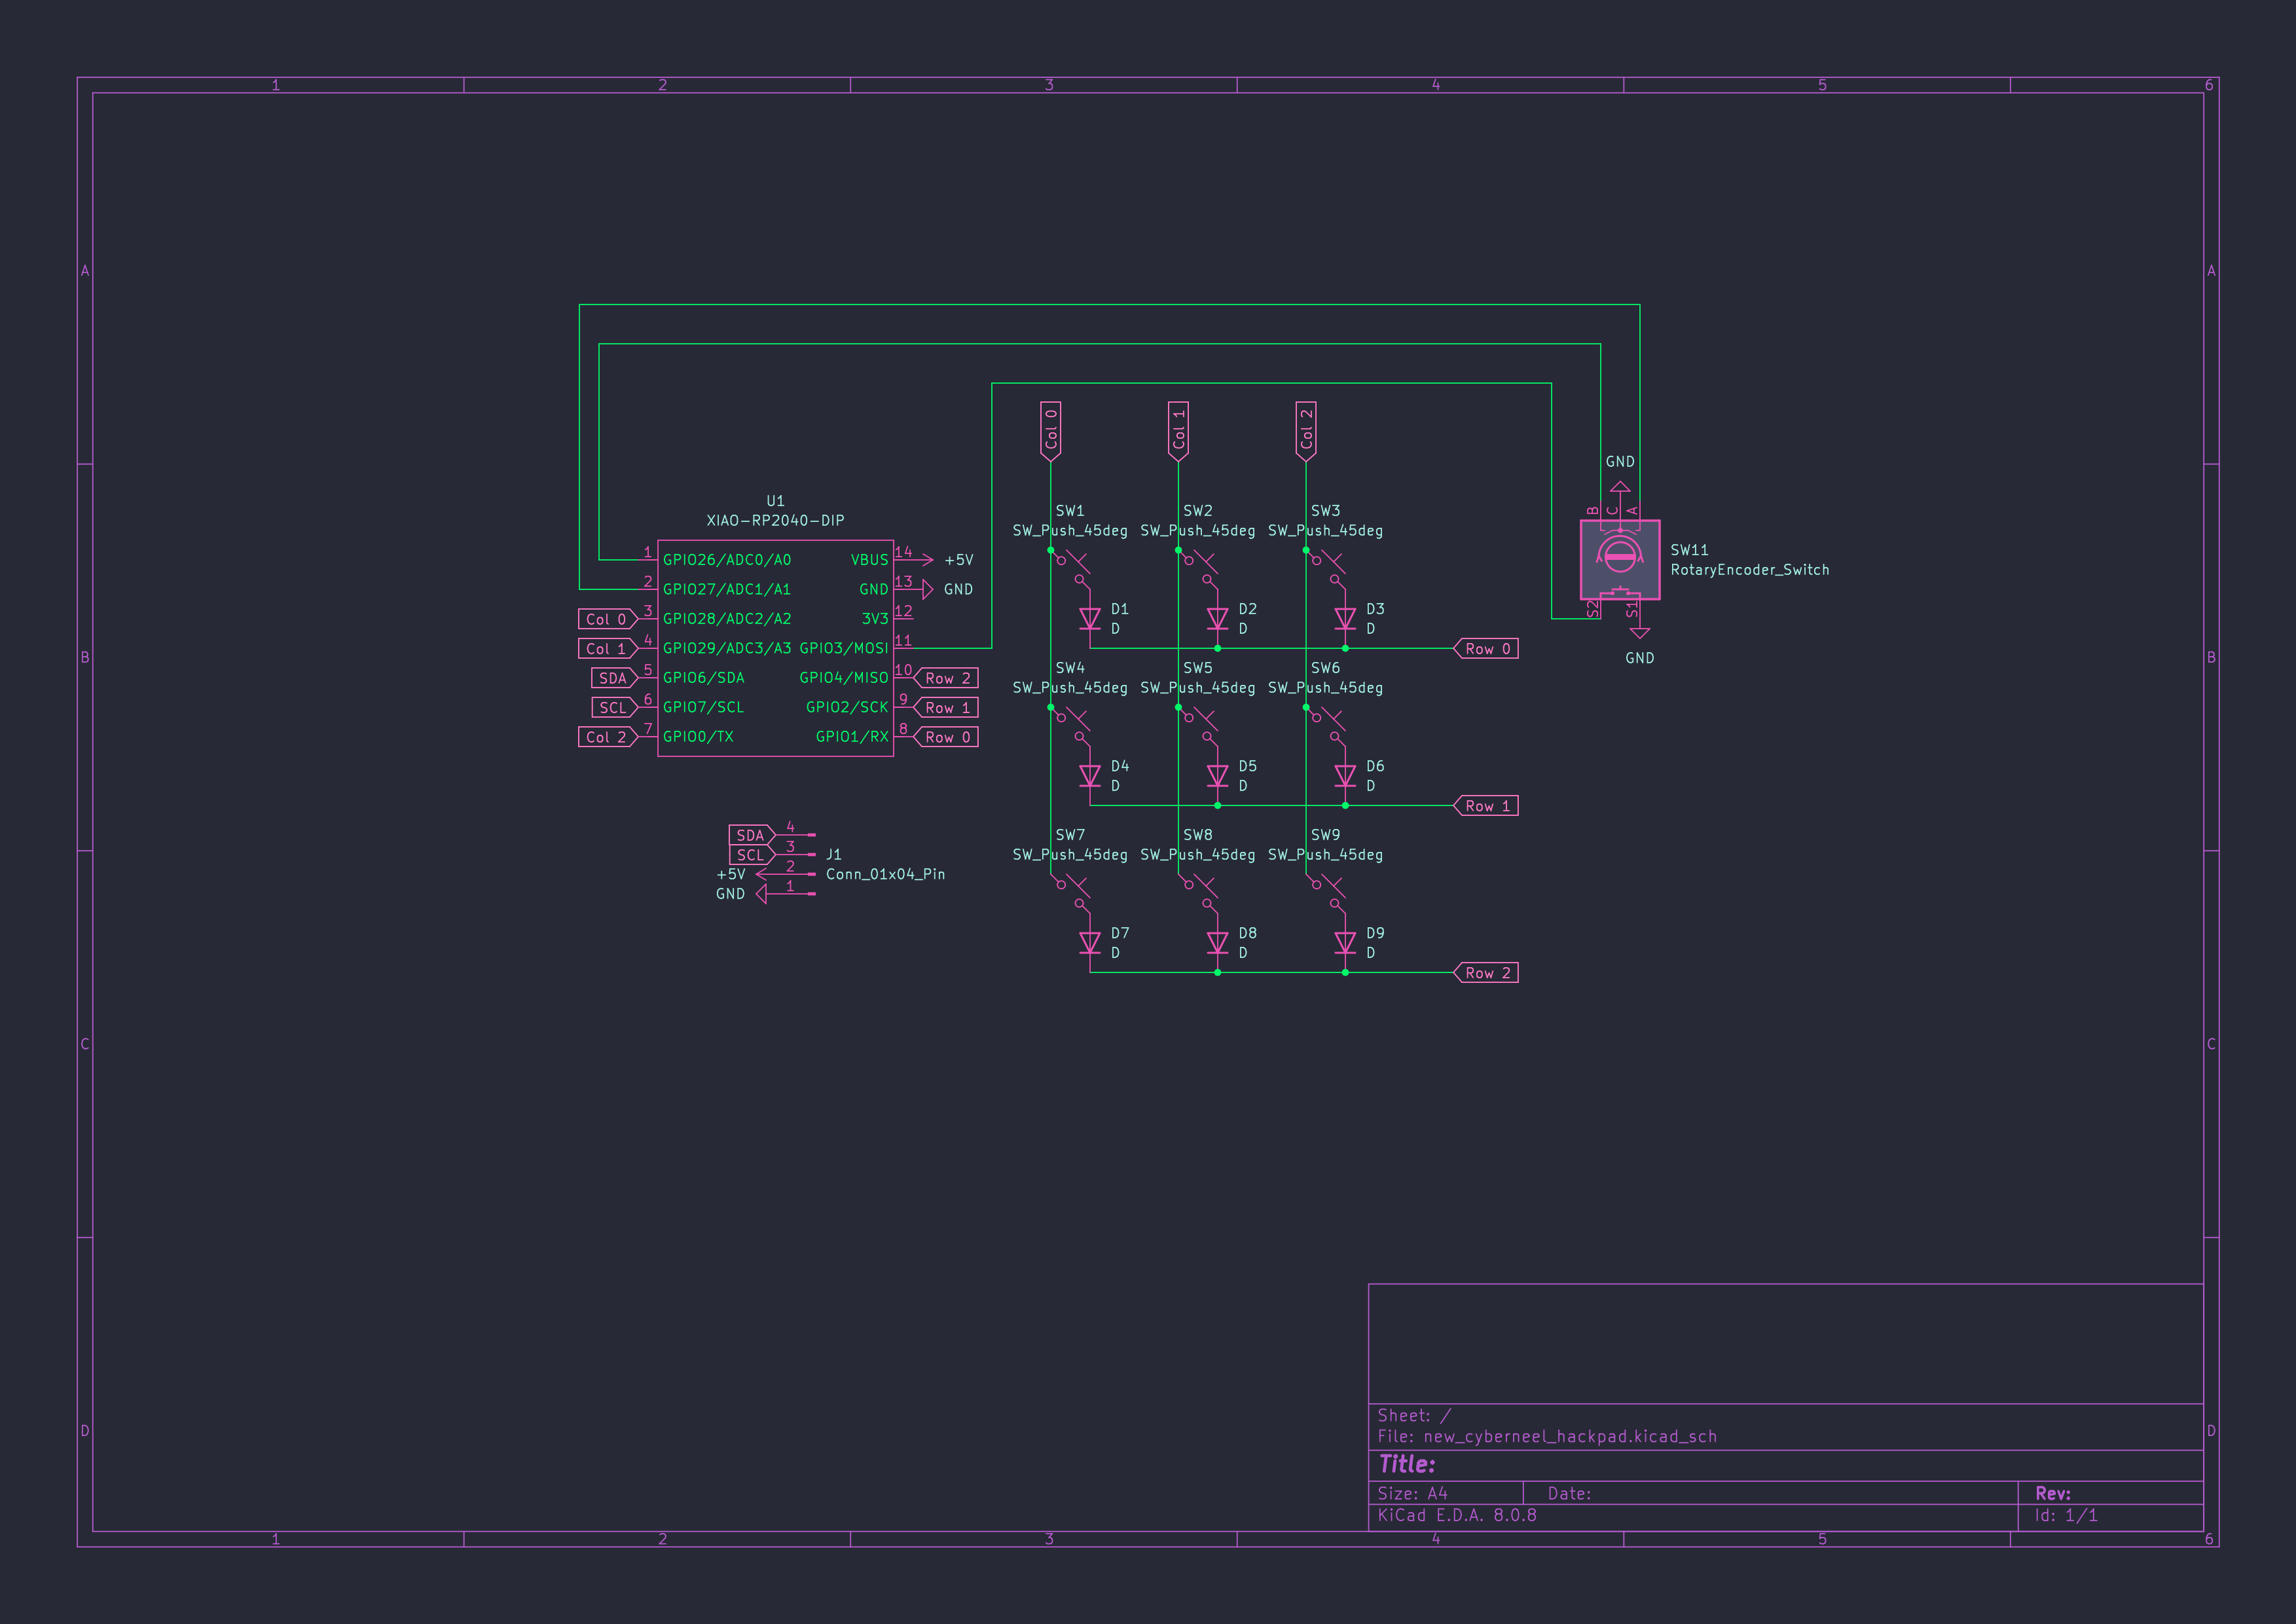 1 2 3 4 5 6
A A
Col 0 Col 1 Col 2
GND
B C A
B B
U1
XIAO-RP2040-DIP
1 GPIO26/ADC0/A0 VBUS 14 +5V
2 GPIO27/ADC1/A1 GND 13 GND
Col 0 3 GPIO28/ADC2/A2 3V3 12
Col 1 4 GPIO29/ADC3/A3 GPIO3/MOSI 11
SDA 5 GPIO6/SDA GPIO4/MISO 10 Row 2
SCL 6 GPIO7/SCL GPIO2/SCK 9 Row 1
Col 2 7 GPIO0/TX GPIO1/RX 8 Row 0
SW1 SW2 SW3
SW_Push_45deg SW_Push_45deg SW_Push_45deg
D1 D2 D3
D D D
Row 0
SW11
RotaryEncoder_Switch
S2 S1
GND
SW4 SW5 SW6
SW_Push_45deg SW_Push_45deg SW_Push_45deg
D4 D5 D6
D D D
Row 1
SDA 4
SCL 3 J1
+5V 2 Conn_01x04_Pin
GND 1
SW7 SW8 SW9
SW_Push_45deg SW_Push_45deg SW_Push_45deg
D7 D8 D9
D D D
Row 2
C C
D D
Sheet: /
File: new_cyberneel_hackpad.kicad_sch
Title:
Size: A4 Date: Rev:
KiCad E.D.A. 8.0.8 Id: 1/1
1 2 3 4 5 6